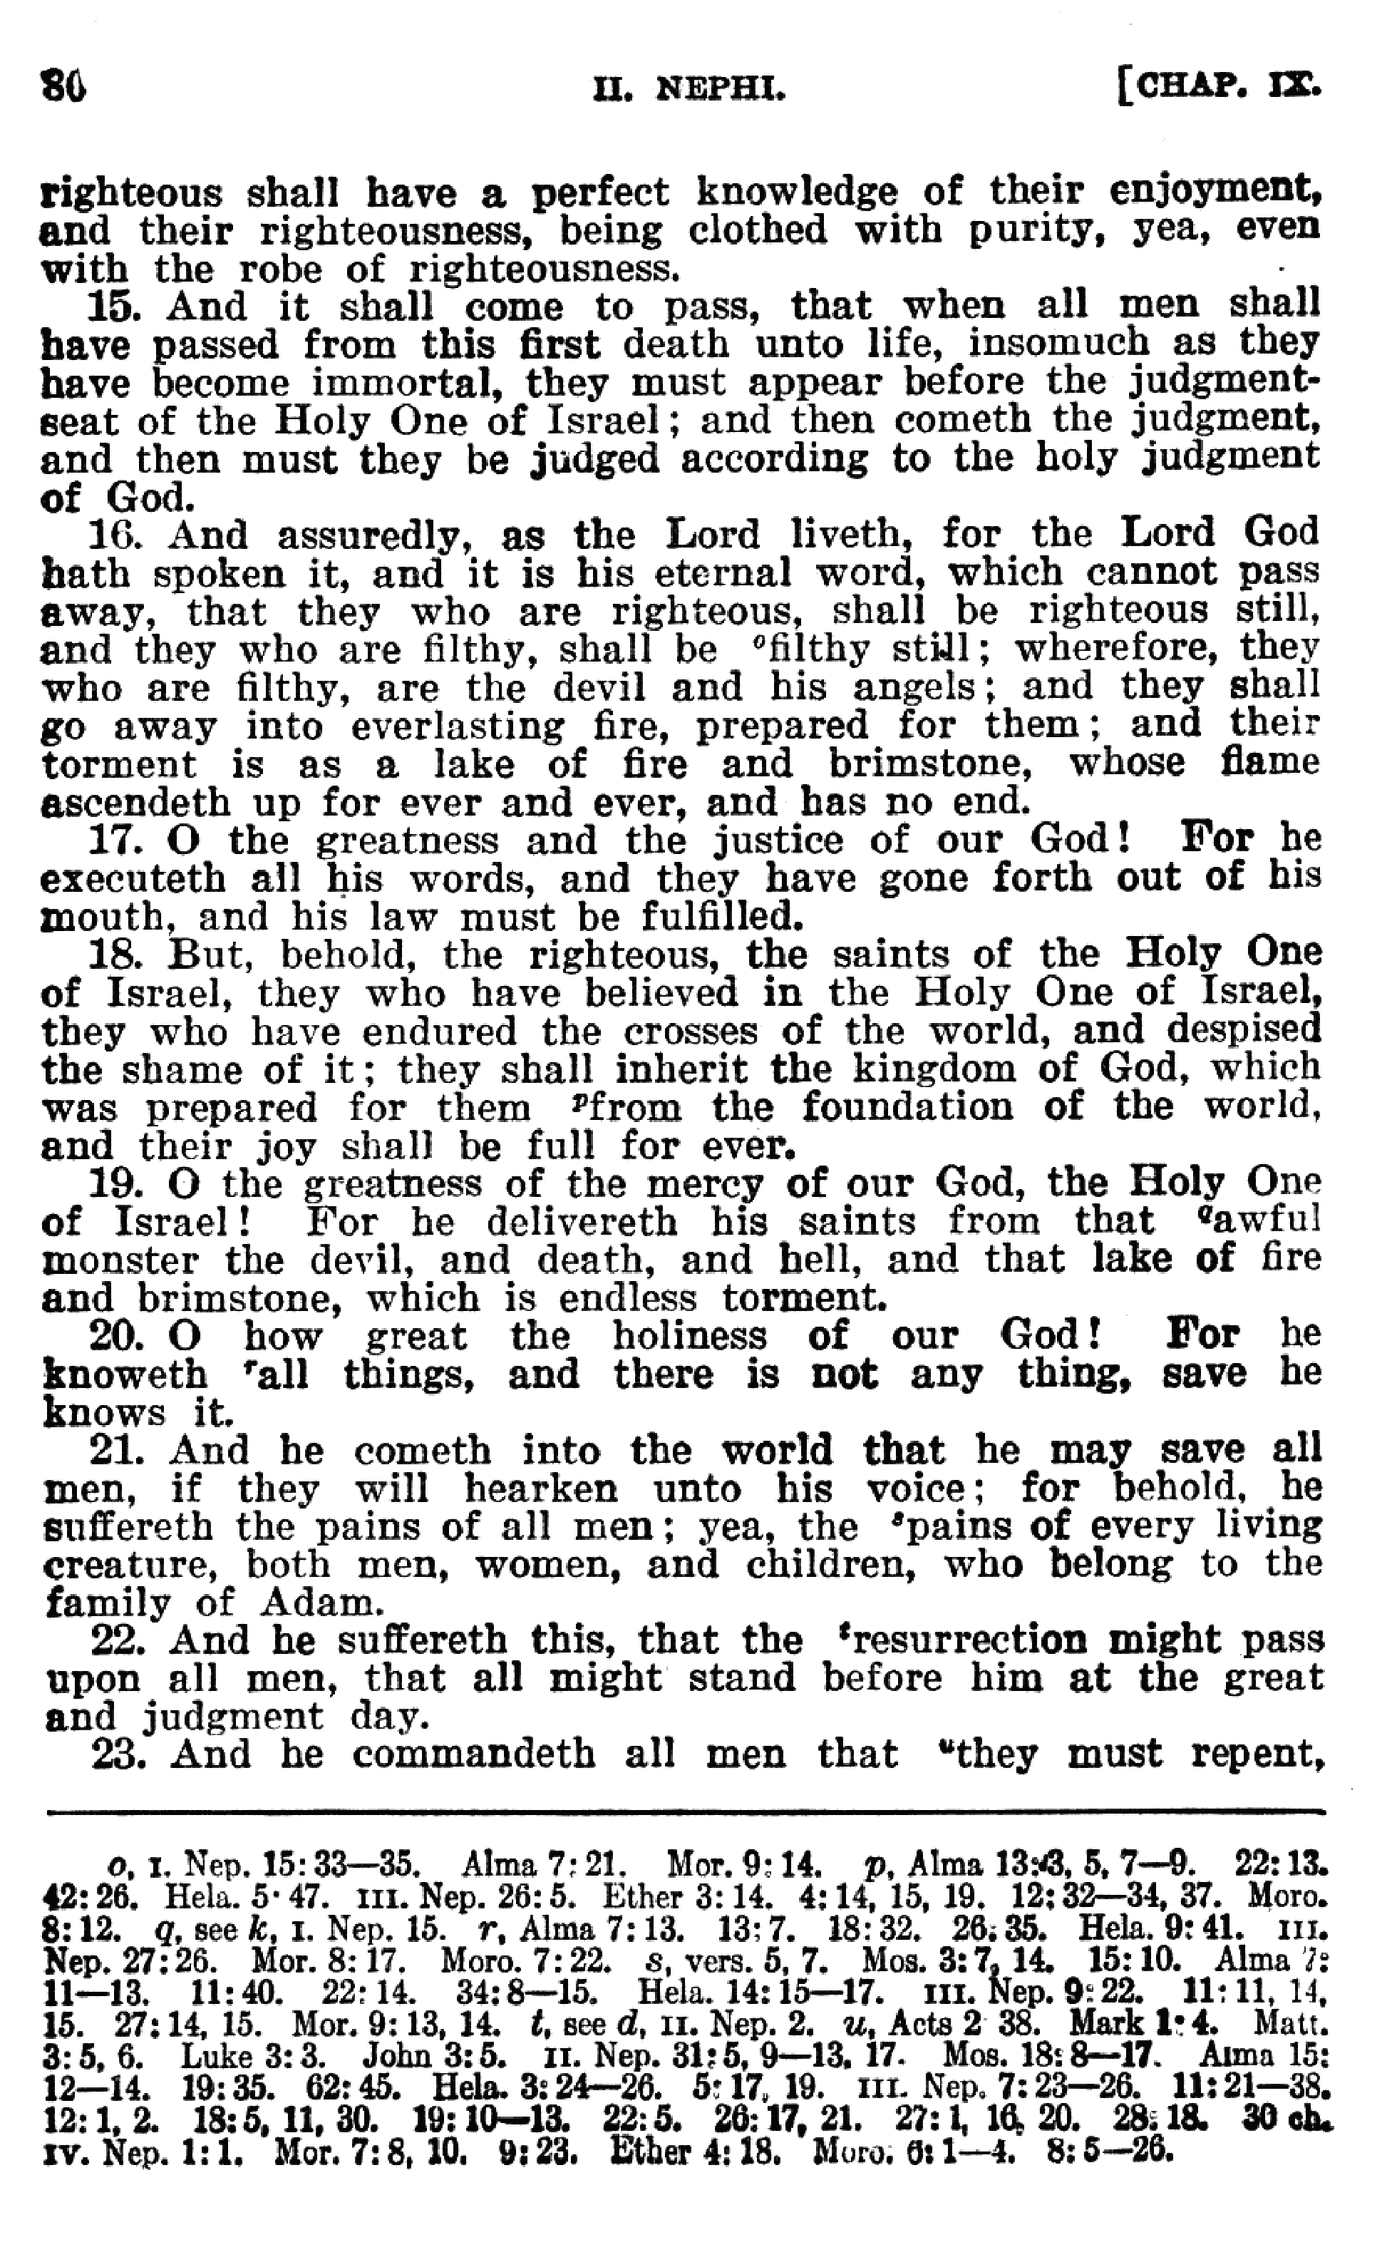 80 II. NEPHI. [CHAP. IX.
righteous shall have a perfect knowledge of their enjoyment,
and their righteousness, being clothed with purity, yea, even
with the robe of righteousness.
15. And it shall come to pass, that when all men shall
have passed from this first death unto life, insomuch as they
have become immortal, they must appear before the judgment-
seat of the Holy One of Israel; and then cometh the judgment,
and then must they be judged according to the holy judgment
of God.
16. And assuredly, as the Lord liveth, for the Lord God
hath spoken it, and it is his eternal word, which cannot pass
away, that they who are righteous, shall be righteous still,
and they who are filthy, shall be ᵒfilthy still; wherefore, they
who are filthy, are the devil and his angels; and they shall
go away into everlasting fire, prepared for them; and their
torment is as a lake of fire and brimstone, whose flame
ascendeth up for ever and ever, and has no end.
17. O the greatness and the justice of our God! For he
executeth all his words, and they have gone forth out of his
mouth, and his law must be fulfilled.
18. But, behold, the righteous, the saints of the Holy One
of Israel, they who have believed in the Holy One of Israel,
they who have endured the crosses of the world, and despised
the shame of it; they shall inherit the kingdom of God, which
was prepared for them ᵖfrom the foundation of the world,
and their joy shall be full for ever.
19. O the greatness of the mercy of our God, the Holy One
of Israel! For he delivereth his saints from that qawful
monster the devil, and death, and hell, and that lake of fire
and brimstone, which is endless torment.
20. O how great the holiness of our God! For he
knoweth ʳall things, and there is not any thing, save he
knows it.
21. And he cometh into the world that he may save all
men, if they will hearken unto his voice; for behold, he
suffereth the pains of all men; yea, the ˢpains of every living
creature, both men, women, and children, who belong to the
family of Adam.
22. And he suffereth this, that the ᵗresurrection might pass
upon all men, that all might stand before him at the great
and judgment day.
23. And he commandeth all men that ᵘthey must repent,
o, I. Nep. 15:33—35. Alma 7:21. Mor. 9:14. p, Alma 13:3, 5, 7—9. 22:13.
42:26. Hela. 5:47. III. Nep. 26:5. Ether 3:14. 4:14, 15, 19. 12:32—34, 37. Moro.
8:12. q, see k, I. Nep. 15. r, Alma 7:13. 13:7. 18:32. 26:35. Hela. 9:41. III.
Nep. 27:26. Mor. 8:17. Moro. 7:22. s, vers. 5, 7. Mos. 3:7, 14. 15:10. Alma 7:
11—13. 11:40. 22:14. 34:8—15. Hela. 14:15—17. III. Nep. 9:22. 11:11, 14,
15. 27:14, 15. Mor. 9:13, 14. t, see d, II. Nep. 2. u, Acts 2 38. Mark 1:4. Matt.
3:5, 6. Luke 3:3. John 3:5. II. Nep. 31:5, 9—13, 17. Mos. 18:8—17. Alma 15:
12—14. 19:35. 62:45. Hela. 3:24—26. 5:17, 19. III. Nep. 7:23—26. 11:21—38.
12:1, 2. 18:5, 11, 30. 19:10—13. 22:5. 26:17, 21. 27:1, 16, 20. 28:18. 30 ch.
IV. Nep. 1:1. Mor. 7:8, 10. 9:23. Ether 4:18. Moro. 6:1—4. 8:5—26.